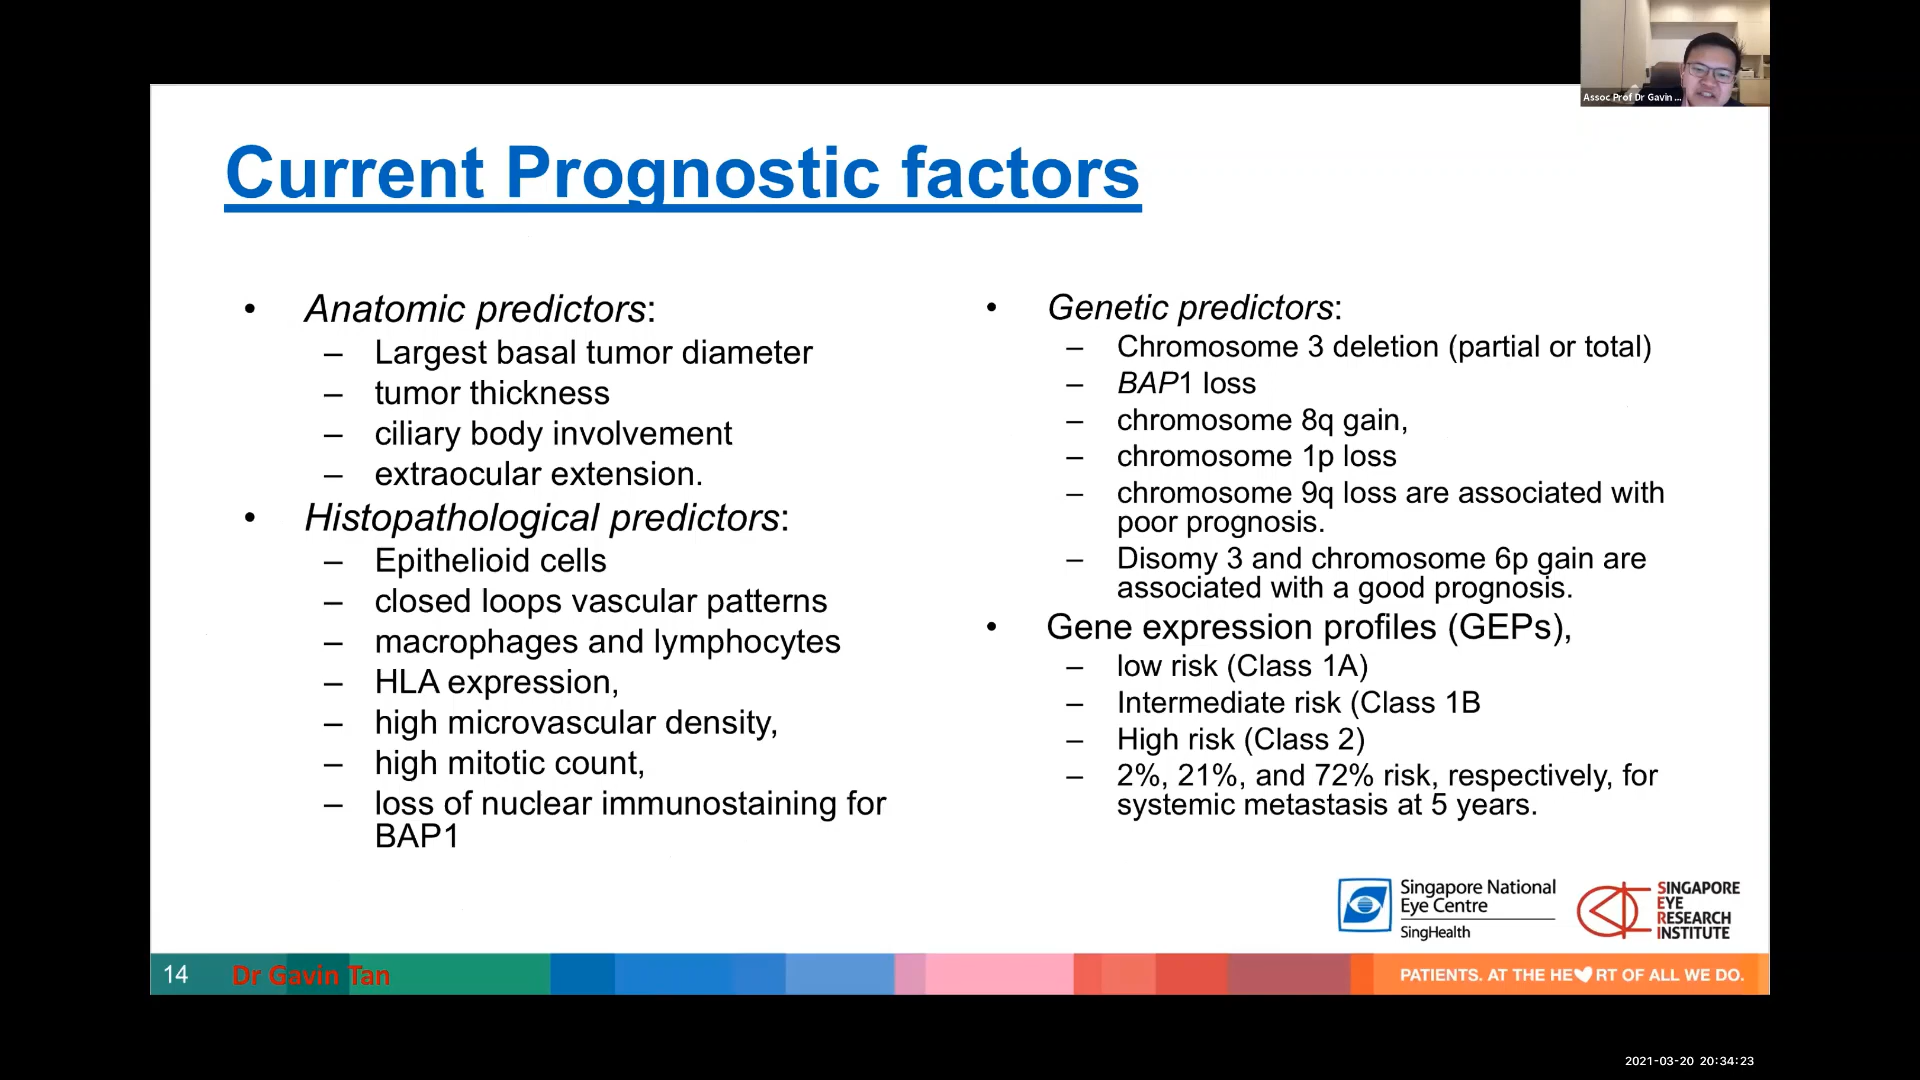 Assoc Prof Dr Gavin ...
Current Prognostic factors
• Anatomic predictors:
– Largest basal tumor diameter
– tumor thickness
– ciliary body involvement
– extraocular extension.
• Histopathological predictors:
– Epithelioid cells
– closed loops vascular patterns
– macrophages and lymphocytes
– HLA expression,
– high microvascular density,
– high mitotic count,
– loss of nuclear immunostaining for
BAP1
• Genetic predictors:
– Chromosome 3 deletion (partial or total)
– BAP1 loss
– chromosome 8q gain,
– chromosome 1p loss
– chromosome 9q loss are associated with
poor prognosis.
– Disomy 3 and chromosome 6p gain are
associated with a good prognosis.
• Gene expression profiles (GEPs),
– low risk (Class 1A)
– Intermediate risk (Class 1B
– High risk (Class 2)
– 2%, 21%, and 72% risk, respectively, for
systemic metastasis at 5 years.
Singapore National
Eye Centre
SingHealth
SINGAPORE
EYE
RESEARCH
INSTITUTE
14 Dr Gavin Tan
PATIENTS. AT THE HE♥RT OF ALL WE DO.
2021-03-20 20:34:23